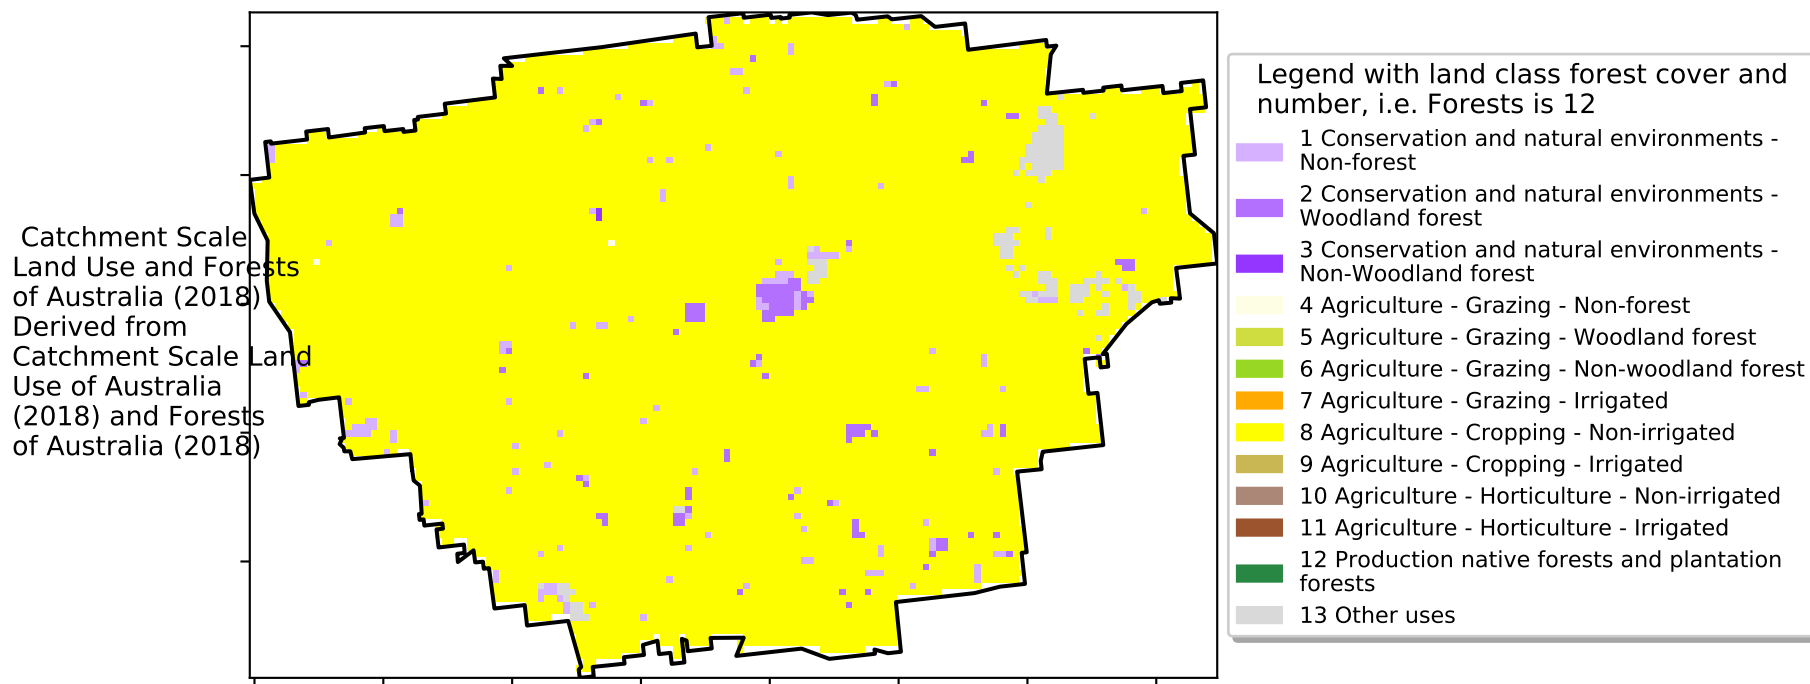 Catchment Scale
Land Use and Forests
of Australia (2018)
Derived from
Catchment Scale Land
Use of Australia
(2018) and Forests
of Australia (2018)
Legend with land class forest cover and
number, i.e. Forests is 12
1 Conservation and natural environments -
Non-forest
2 Conservation and natural environments -
Woodland forest
3 Conservation and natural environments -
Non-Woodland forest
4 Agriculture - Grazing - Non-forest
5 Agriculture - Grazing - Woodland forest
6 Agriculture - Grazing - Non-woodland forest
7 Agriculture - Grazing - Irrigated
8 Agriculture - Cropping - Non-irrigated
9 Agriculture - Cropping - Irrigated
10 Agriculture - Horticulture - Non-irrigated
11 Agriculture - Horticulture - Irrigated
12 Production native forests and plantation
forests
13 Other uses